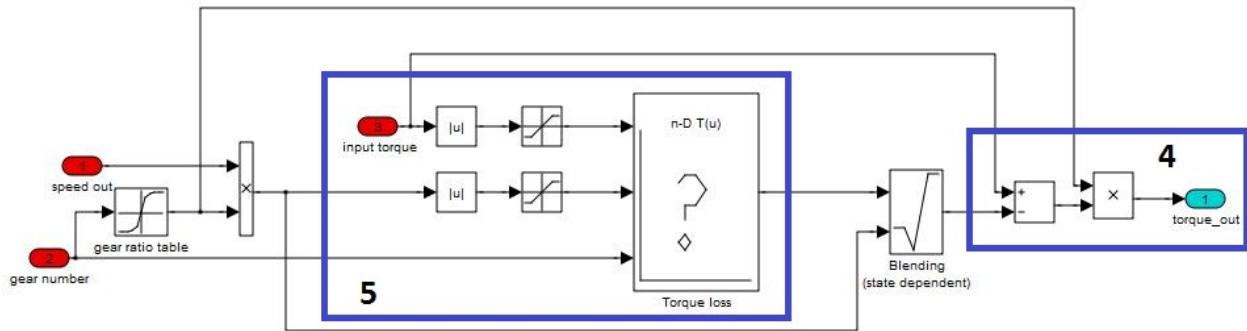 4
3
input torque
|u|
n-D T(u)
1
speed out
|u|
+
−
×
1
torque_out
×
gear ratio table
2
gear number
5
Torque loss
Blending
(state dependent)